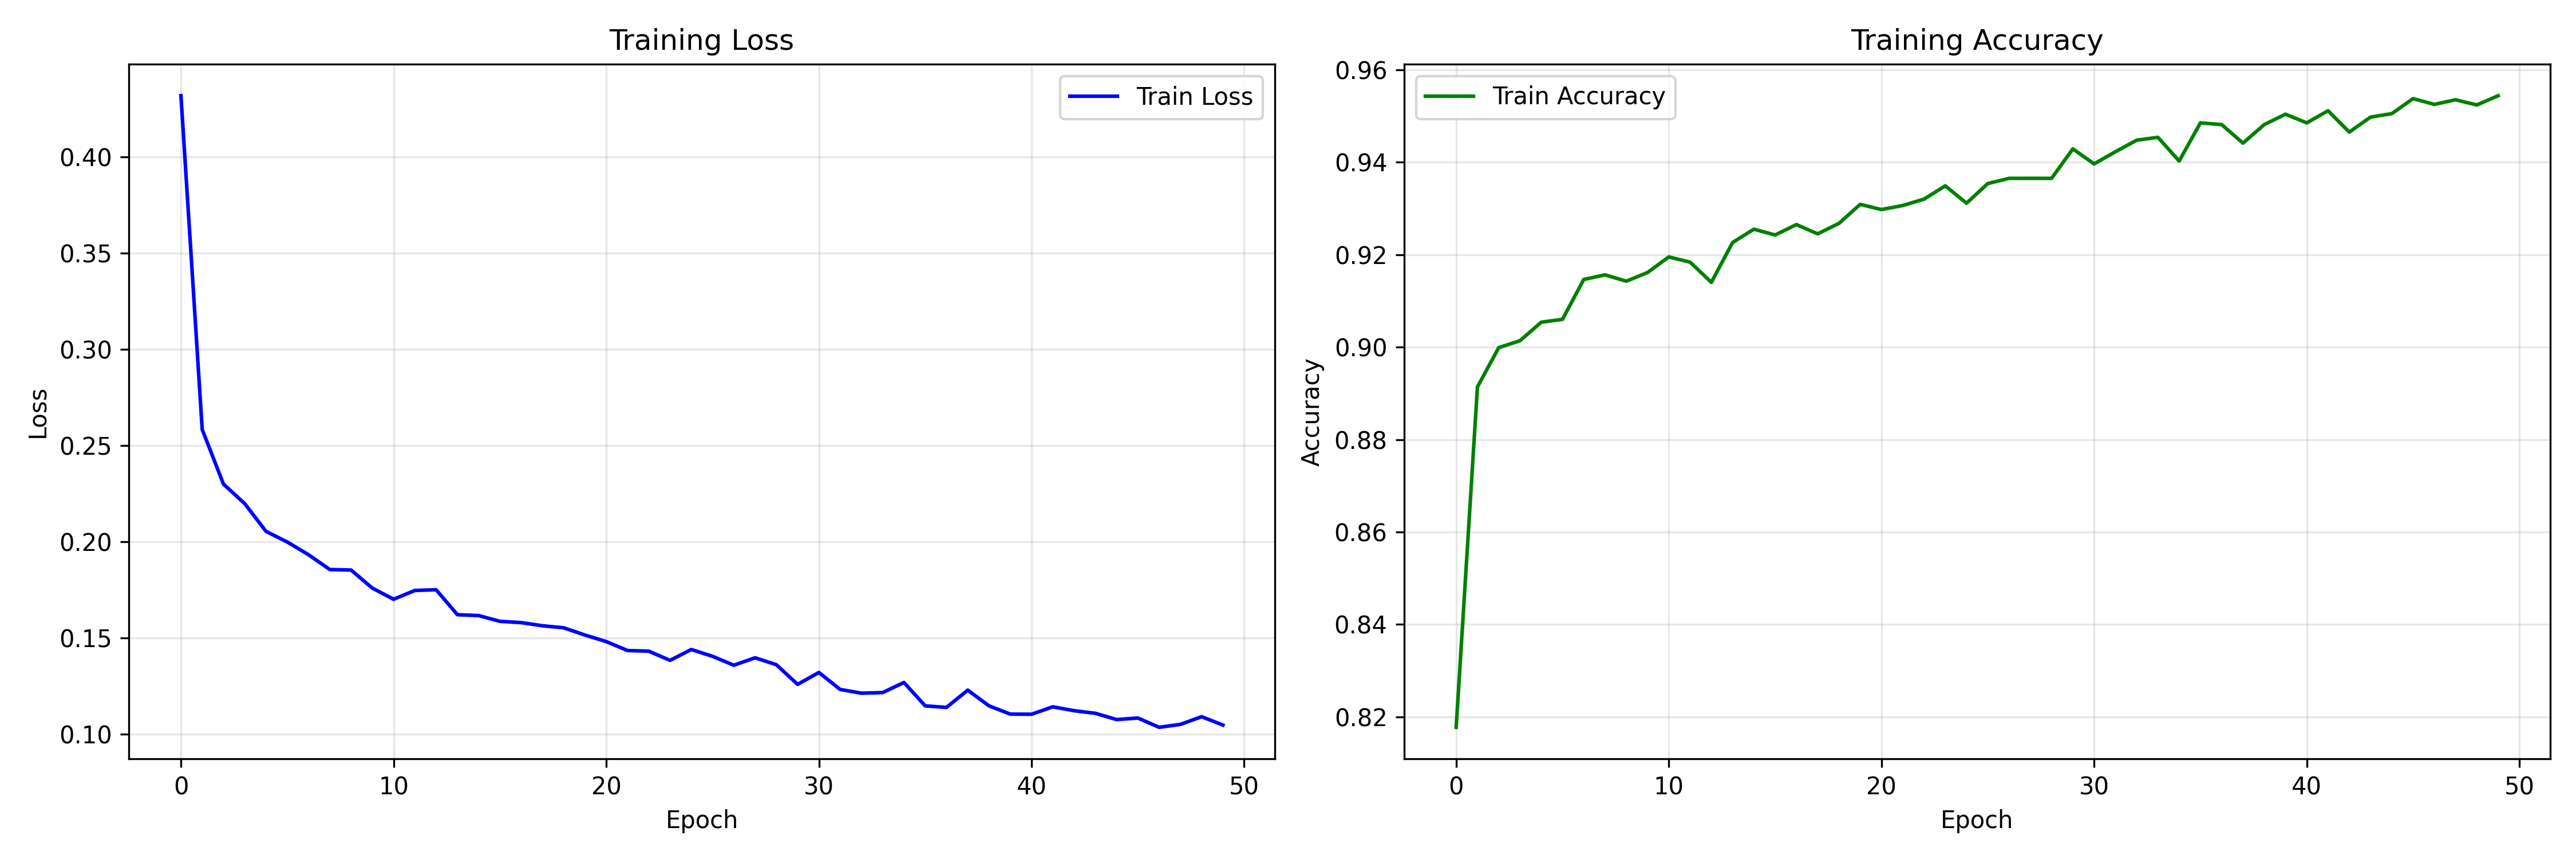 Training Loss
Train Loss
0.40
0.35
0.30
0.25
0.20
0.15
0.10
Loss
0 10 20 30 40 50
Epoch
Training Accuracy
Train Accuracy
0.96
0.94
0.92
0.90
0.88
0.86
0.84
0.82
Accuracy
0 10 20 30 40 50
Epoch